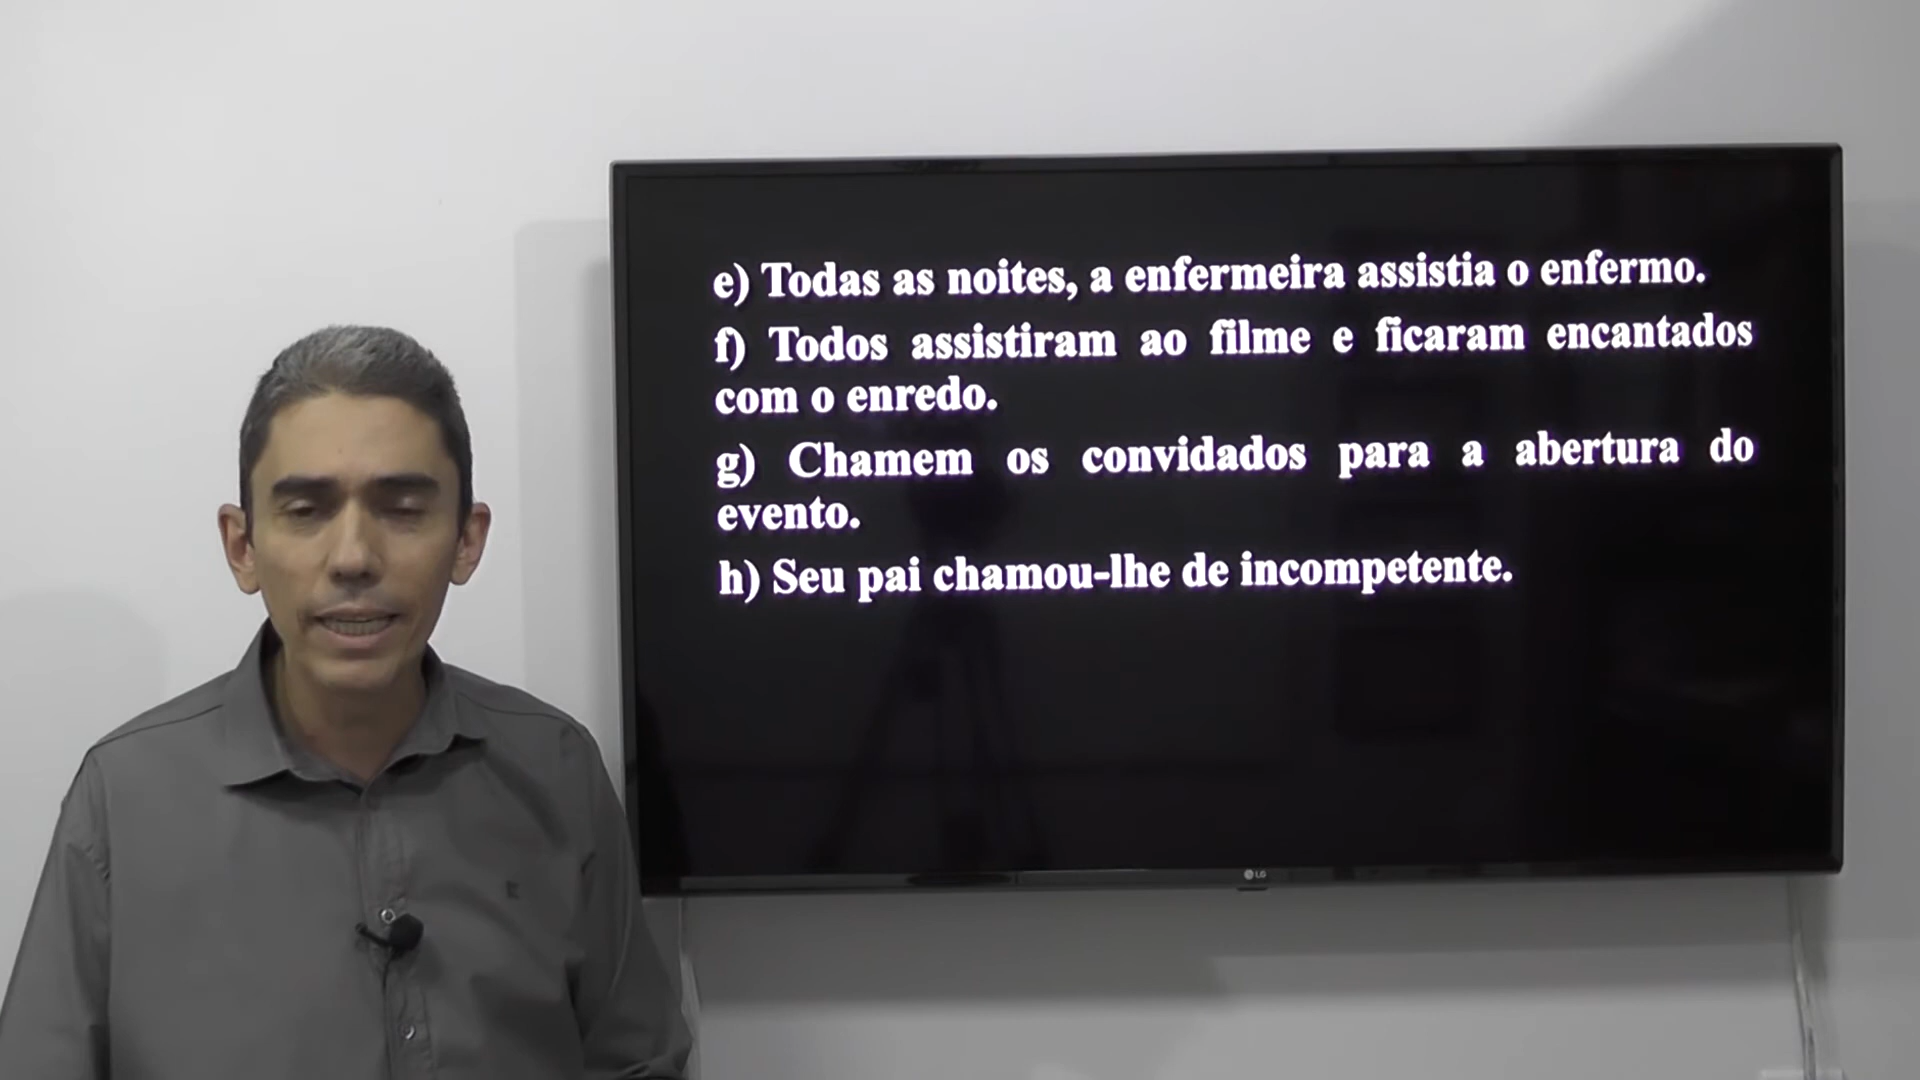 e) Todas as noites, a enfermeira assistia o enfermo.
f) Todos assistiram ao filme e ficaram encantados
com o enredo.
g) Chamem os convidados para a abertura do
evento.
h) Seu pai chamou-lhe de incompetente.
LG